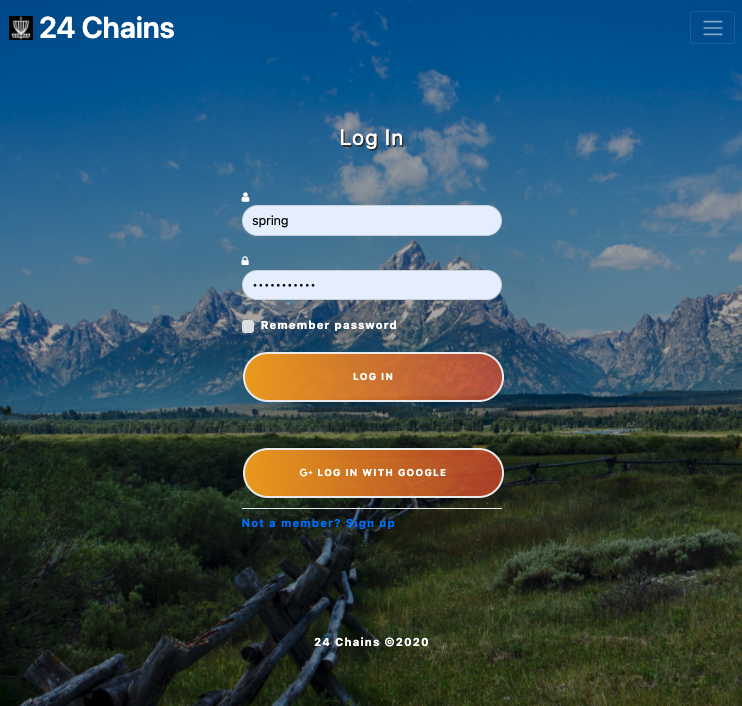 24 Chains
Log In
spring
•••••••••••
Remember password
LOG IN
G+ LOG IN WITH GOOGLE
Not a member? Sign up
24 Chains ©2020